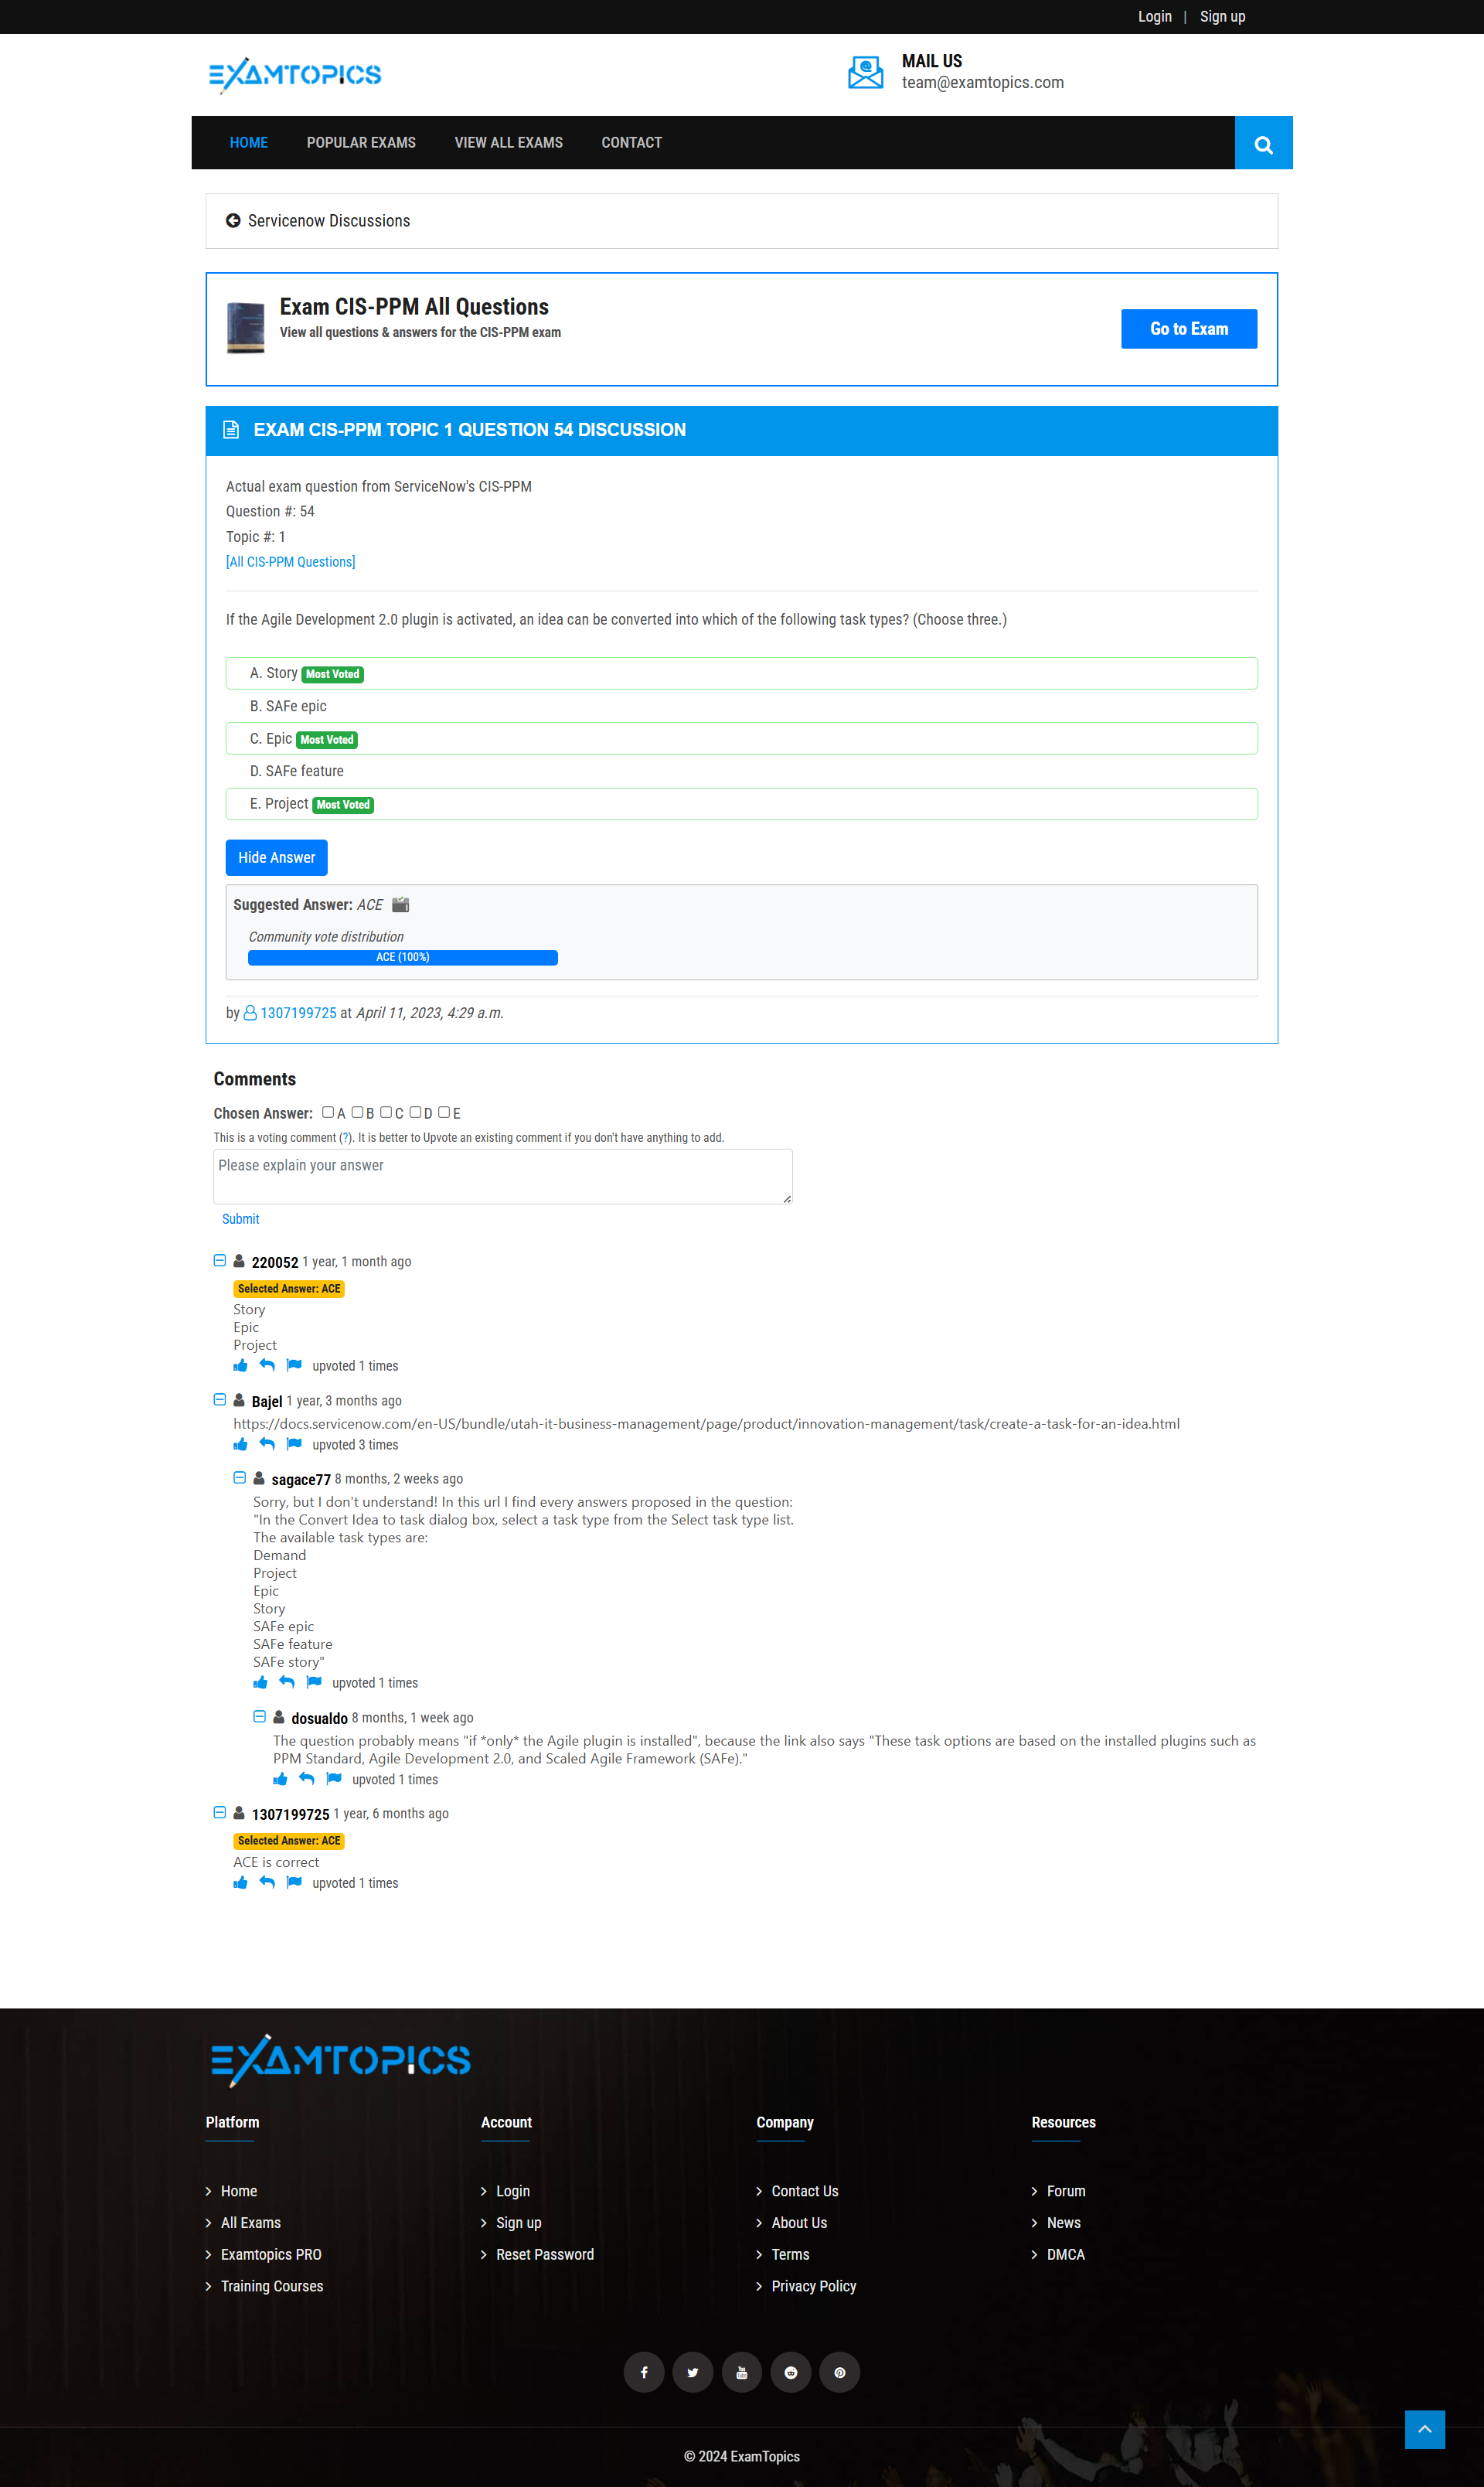 Login | Sign up
EXAMTOPICS
MAIL US
team@examtopics.com
HOME POPULAR EXAMS VIEW ALL EXAMS CONTACT
Servicenow Discussions
Exam CIS-PPM All Questions
View all questions & answers for the CIS-PPM exam
Go to Exam
EXAM CIS-PPM TOPIC 1 QUESTION 54 DISCUSSION
Actual exam question from ServiceNow's CIS-PPM
Question #: 54
Topic #: 1
[All CIS-PPM Questions]
If the Agile Development 2.0 plugin is activated, an idea can be converted into which of the following task types? (Choose three.)
A. Story Most Voted
B. SAFe epic
C. Epic Most Voted
D. SAFe feature
E. Project Most Voted
Hide Answer
Suggested Answer: ACE
Community vote distribution
ACE (100%)
by 1307199725 at April 11, 2023, 4:29 a.m.
Comments
Chosen Answer: A B C D E
This is a voting comment (?). It is better to Upvote an existing comment if you don't have anything to add.
Please explain your answer
Submit
220052 1 year, 1 month ago
Selected Answer: ACE
Story
Epic
Project
upvoted 1 times
Bajel 1 year, 3 months ago
https://docs.servicenow.com/en-US/bundle/utah-it-business-management/page/product/innovation-management/task/create-a-task-for-an-idea.html
upvoted 3 times
sagace77 8 months, 2 weeks ago
Sorry, but I don't understand! In this url I find every answers proposed in the question:
"In the Convert Idea to task dialog box, select a task type from the Select task type list.
The available task types are:
Demand
Project
Epic
Story
SAFe epic
SAFe feature
SAFe story"
upvoted 1 times
dosualdo 8 months, 1 week ago
The question probably means "if *only* the Agile plugin is installed", because the link also says "These task options are based on the installed plugins such as
PPM Standard, Agile Development 2.0, and Scaled Agile Framework (SAFe)."
upvoted 1 times
1307199725 1 year, 6 months ago
Selected Answer: ACE
ACE is correct
upvoted 1 times
EXAMTOPICS
Platform
Home
All Exams
Examtopics PRO
Training Courses
Account
Login
Sign up
Reset Password
Company
Contact Us
About Us
Terms
Privacy Policy
Resources
Forum
News
DMCA
© 2024 ExamTopics